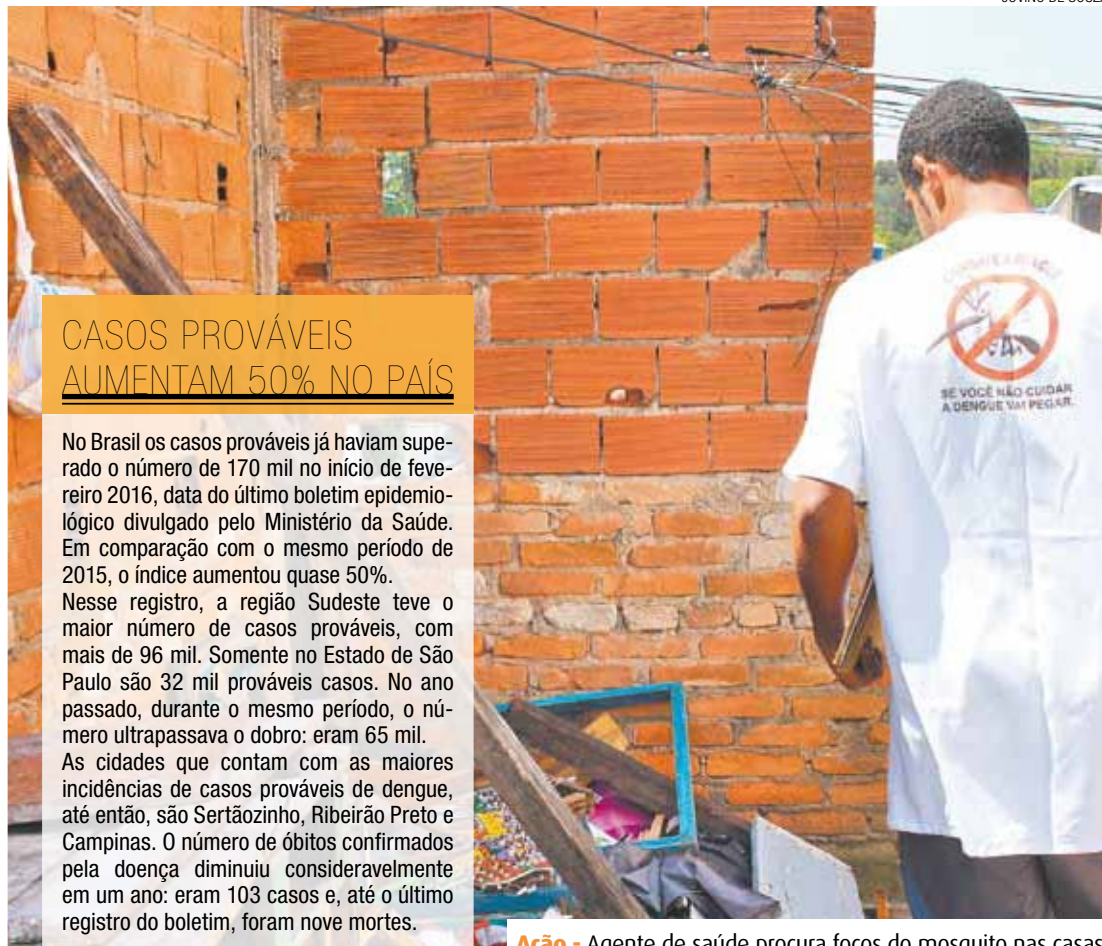 CASOS PROVÁVEIS
AUMENTAM 50% NO PAÍS
No Brasil os casos prováveis já haviam supe-
rado o número de 170 mil no início de feve-
reiro 2016, data do último boletim epidemio-
lógico divulgado pelo Ministério da Saúde.
Em comparação com o mesmo período de
2015, o índice aumentou quase 50%.
Nesse registro, a região Sudeste teve o
maior número de casos prováveis, com
mais de 96 mil. Somente no Estado de São
Paulo são 32 mil prováveis casos. No ano
passado, durante o mesmo período, o nú-
mero ultrapassava o dobro: eram 65 mil.
As cidades que contam com as maiores
incidências de casos prováveis de dengue,
até então, são Sertãozinho, Ribeirão Preto e
Campinas. O número de óbitos confirmados
pela doença diminuiu consideravelmente
em um ano: eram 103 casos e, até o último
registro do boletim, foram nove mortes.
SE VOCÊ NÃO CUIDAR
A DENGUE VAI PEGAR.
Ação - Agente de saúde procura focos do mosquito nas casas